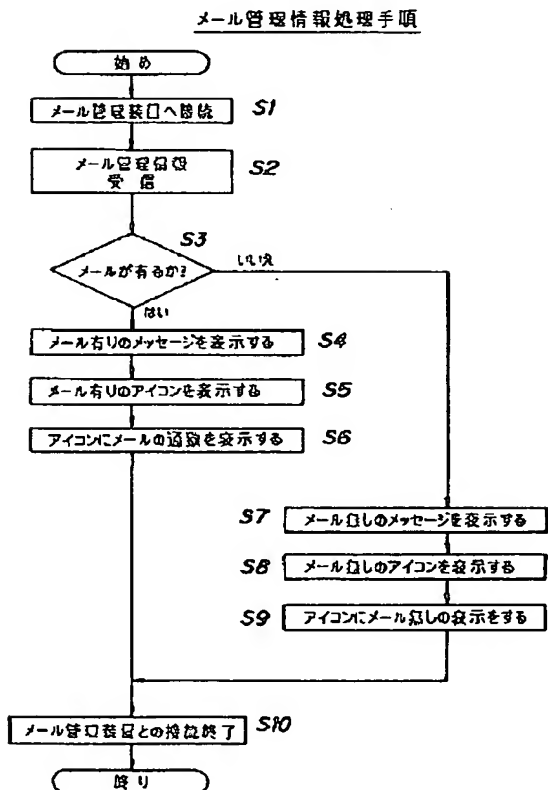 メール管理情報処理手順
始め
メール管理装置へ接続
S1
メール管理情報
受信
S2
S3
メールが有るか?
いいえ
はい
メール有りのメッセージを表示する
S4
メール有りのアイコンを表示する
S5
アイコンにメールの通数を表示する
S6
S7
メール無しのメッセージを表示する
S8
メール無しのアイコンを表示する
S9
アイコンにメール無しの表示をする
メール管理装置との接続終了
S10
終り